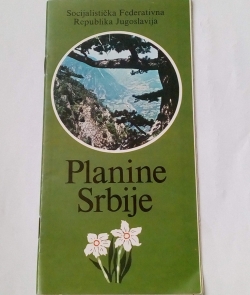 Socijalistička Federativna
Republika Jugoslavija
Planine
Srbije